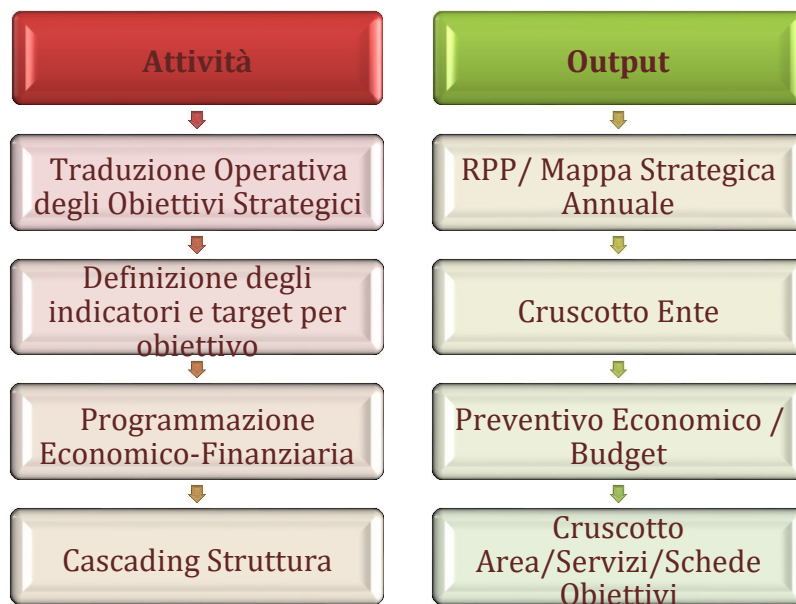 Attività
Traduzione Operativa
degli Obiettivi Strategici
Definizione degli
indicatori e target per
obiettivo
Programmazione
Economico-Finanziaria
Cascading Struttura
Output
RPP/ Mappa Strategica
Annuale
Cruscotto Ente
Preventivo Economico /
Budget
Cruscotto
Area/Servizi/Schede
Obiettivi